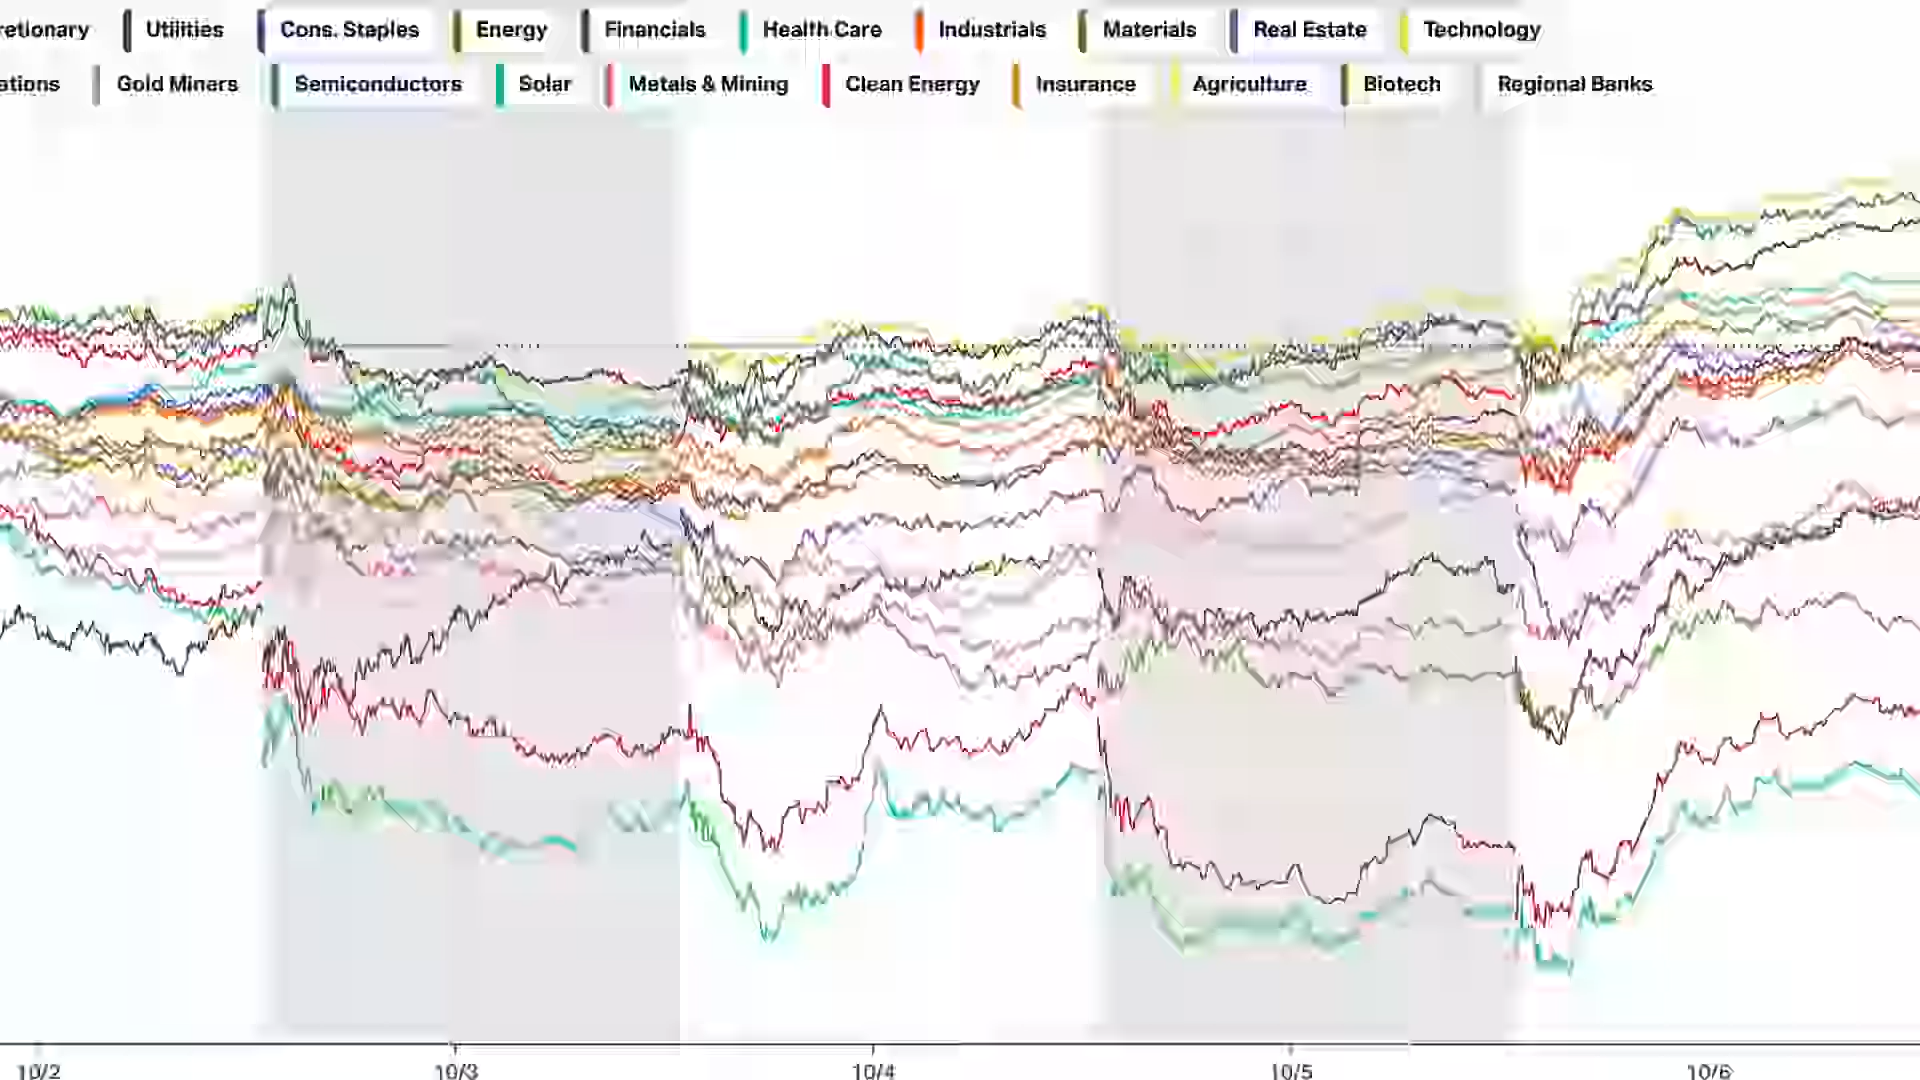 retionary Utilities Cons. Staples Energy Financials Health Care Industrials Materials Real Estate Technology
ations Gold Miners Semiconductors Solar Metals & Mining Clean Energy Insurance Agriculture Biotech Regional Banks
10/2 10/3 10/4 10/5 10/6